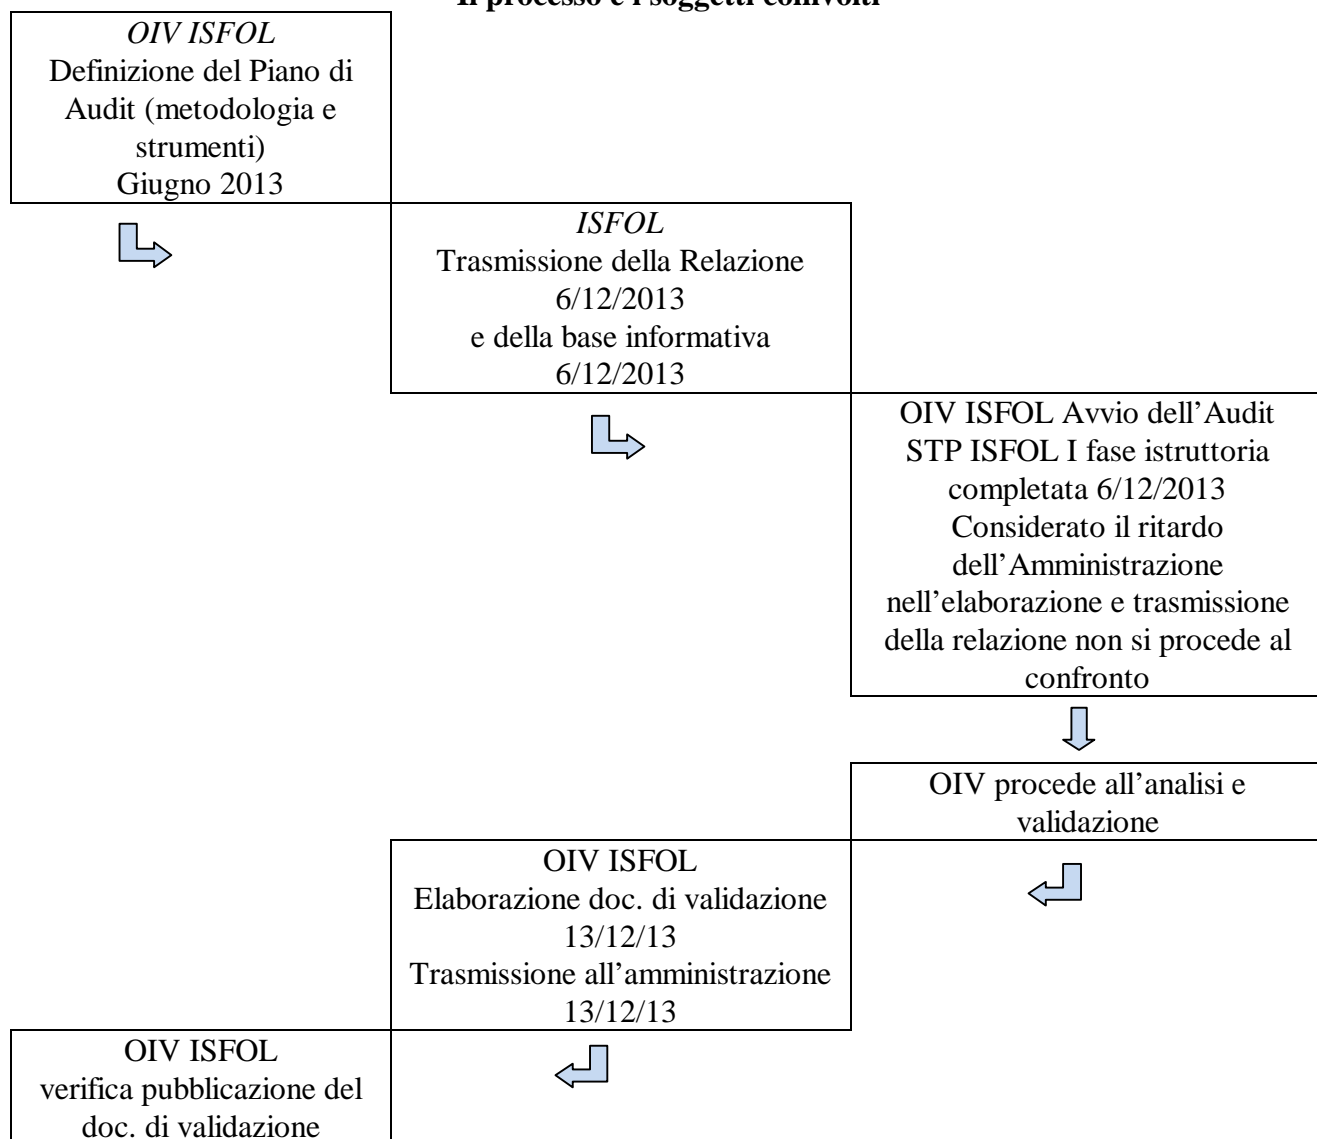 Il processo e i soggetti coinvolti
OIV ISFOL
Definizione del Piano di
Audit (metodologia e
strumenti)
Giugno 2013
ISFOL
Trasmissione della Relazione
6/12/2013
e della base informativa
6/12/2013
OIV ISFOL Avvio dell’Audit
STP ISFOL I fase istruttoria
completata 6/12/2013
Considerato il ritardo
dell’Amministrazione
nell’elaborazione e trasmissione
della relazione non si procede al
confronto
OIV procede all’analisi e
validazione
OIV ISFOL
Elaborazione doc. di validazione
13/12/13
Trasmissione all’amministrazione
13/12/13
OIV ISFOL
verifica pubblicazione del
doc. di validazione